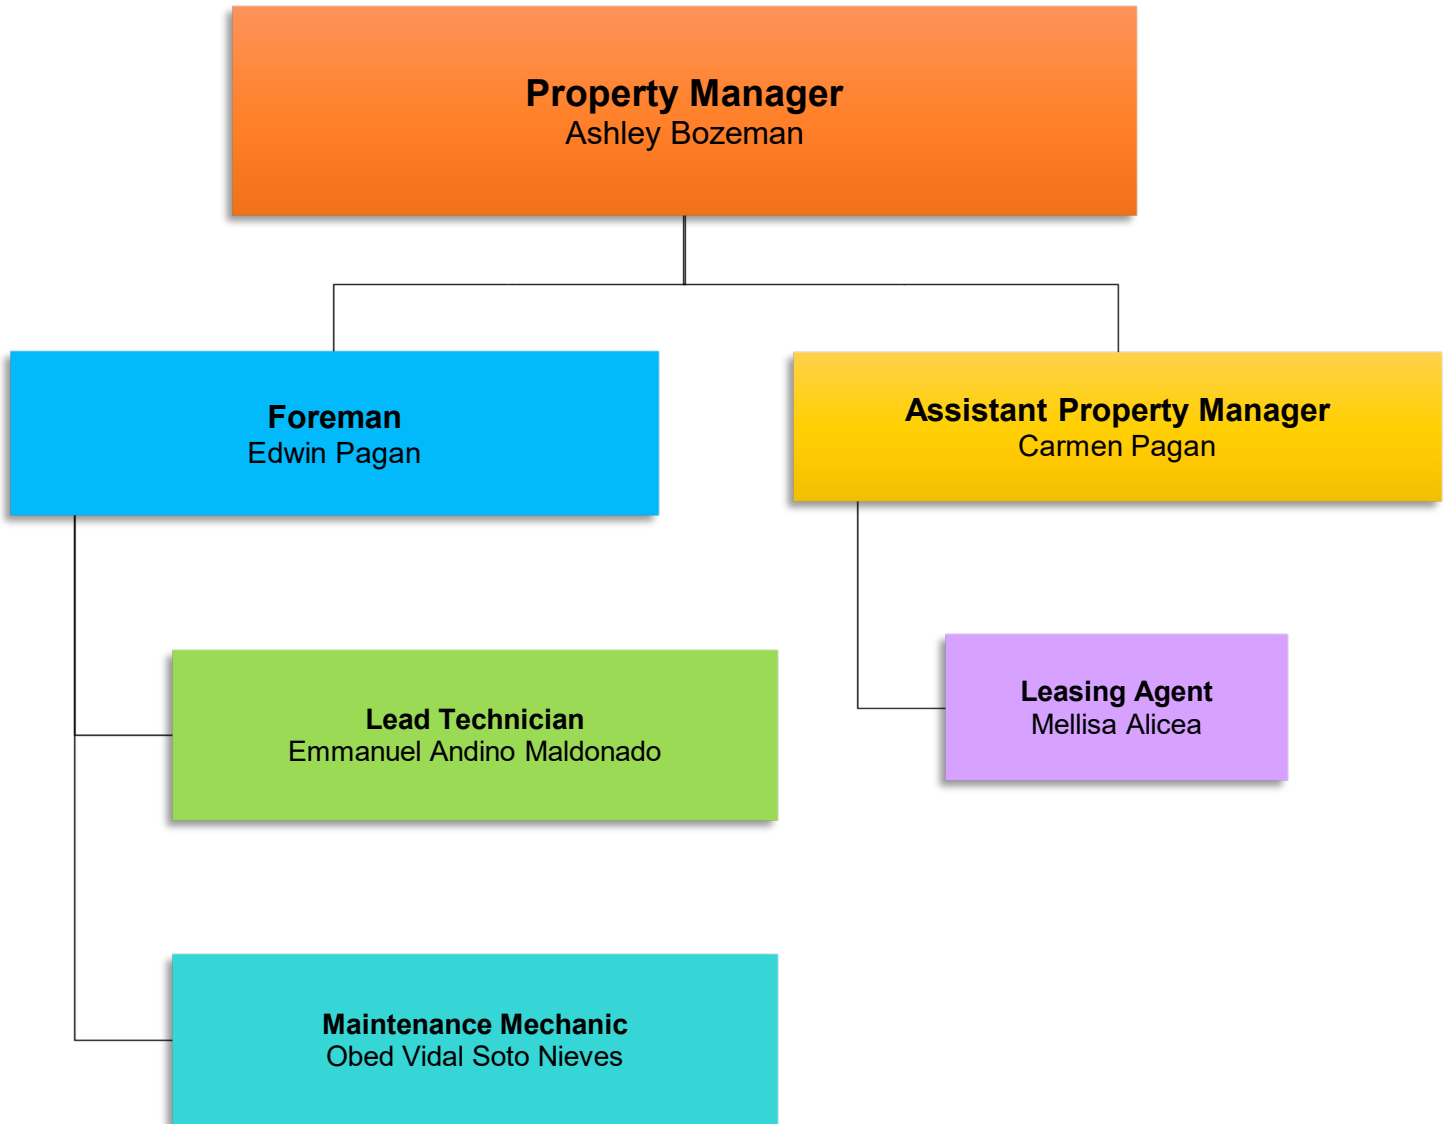 Property Manager
Ashley Bozeman
Foreman
Edwin Pagan
Assistant Property Manager
Carmen Pagan
Lead Technician
Emmanuel Andino Maldonado
Leasing Agent
Mellisa Alicea
Maintenance Mechanic
Obed Vidal Soto Nieves